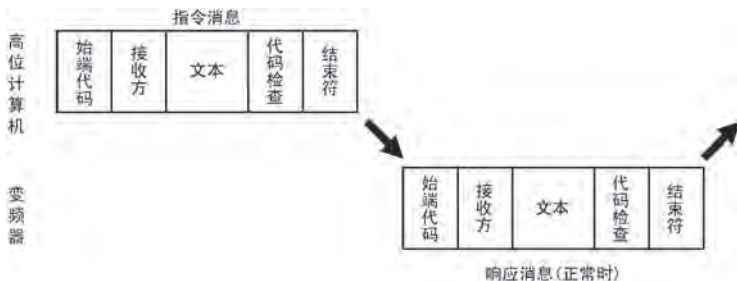 指令消息
高位计算机
始端代码
接收方
文本
代码检查
结束符
变频器
始端代码
接收方
文本
代码检查
结束符
响应消息(正常时)